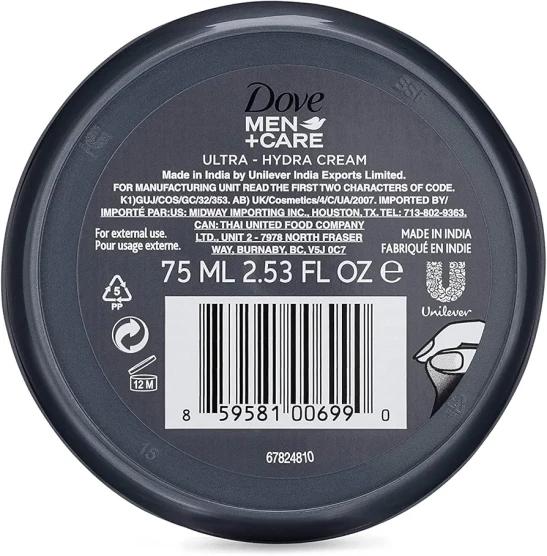 Dove
MEN
+CARE
ULTRA - HYDRA CREAM
Made in India by Unilever India Exports Limited.
FOR MANUFACTURING UNIT READ THE FIRST TWO CHARACTERS OF CODE.
K1)GUJ/COS/GC/32/353. AB) UK/Cosmetics/4/C/UA/2007. IMPORTED BY/
IMPORTÉ PAR:US: MIDWAY IMPORTING INC., HOUSTON, TX. TEL: 713-802-9363.
CAN: THAI UNITED FOOD COMPANY
LTD., UNIT 2 - 7978 NORTH FRASER
WAY, BURNABY, BC, V5J 0C7
For external use.
Pour usage externe.
MADE IN INDIA
FABRIQUÉ EN INDIE
75 ML 2.53 FL OZ e
5
PP
Unilever
12 M
8 59581 00699 0
67824810
15